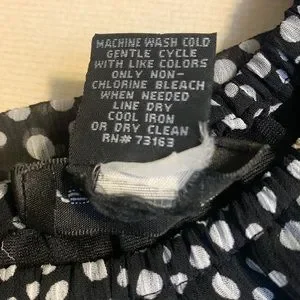 MACHINE WASH COLD
GENTLE CYCLE
WITH LIKE COLORS
ONLY NON-
CHLORINE BLEACH
WHEN NEEDED
LINE DRY
COOL IRON
OR DRY CLEAN
RN# 73163